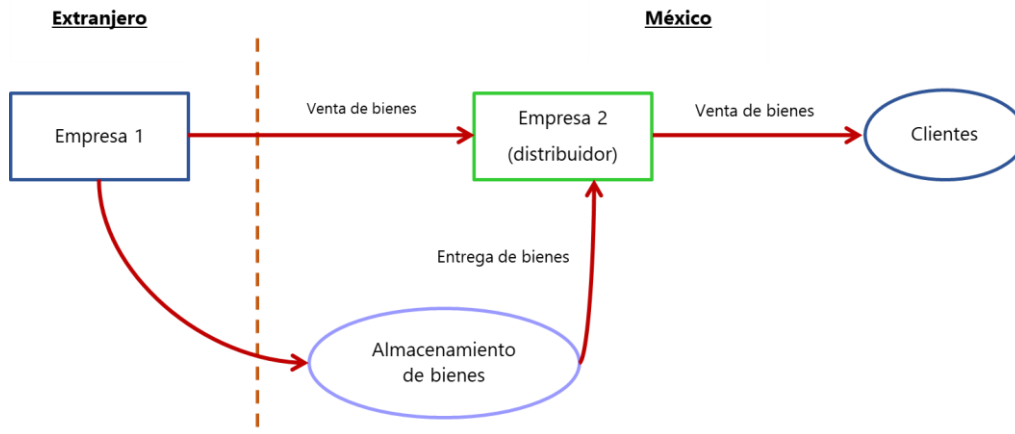 Extranjero
México
Venta de bienes
Venta de bienes
Empresa 1
Empresa 2
(distribuidor)
Clientes
Entrega de bienes
Almacenamiento
de bienes